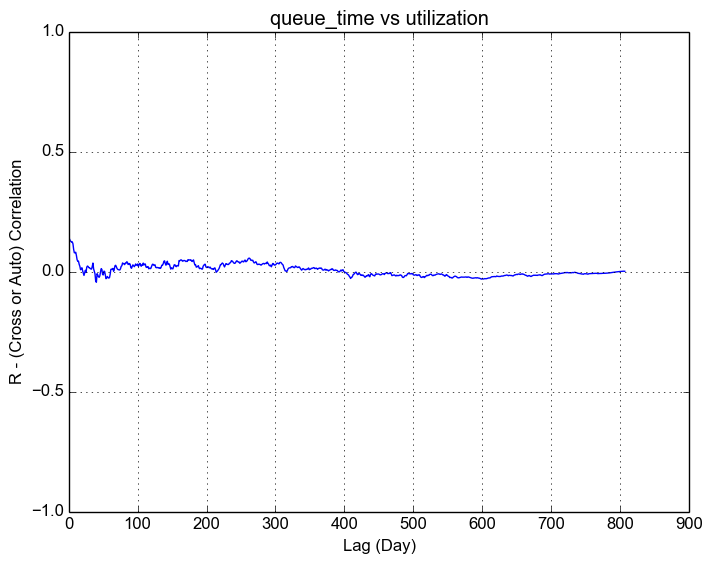 queue_time vs utilization
1.0
0.5
0.0
−0.5
−1.0
R - (Cross or Auto) Correlation
0 100 200 300 400 500 600 700 800 900
Lag (Day)